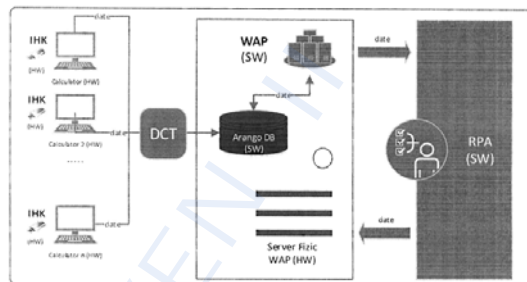 date
IHK
(HW)
Calculator (HW)
IHK
(HW)
Calculator 2 (HW)
date
.....
IHK
(HW)
date
Calculator n (HW)
DCT
WAP
(SW)
date
Arango DB
(SW)
Server Fizic
WAP (HW)
date
RPA
(SW)
date